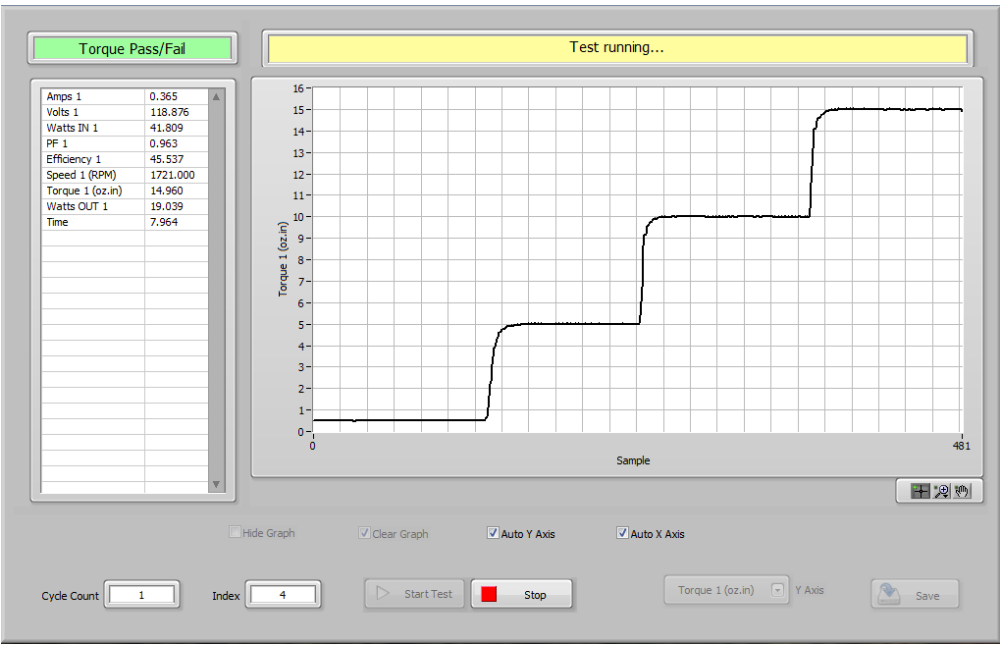 Torque Pass/Fail
Test running...
Amps 1 0.365
Volts 1 118.876
Watts IN 1 41.809
PF 1 0.963
Efficiency 1 45.537
Speed 1 (RPM) 1721.000
Torque 1 (oz.in) 14.960
Watts OUT 1 19.039
Time 7.964
Torque 1 (oz.in)
16
15
14
13
12
11
10
9
8
7
6
5
4
3
2
1
0
0 481
Sample
Hide Graph Clear Graph Auto Y Axis Auto X Axis
Cycle Count 1 Index 4 Start Test Stop Torque 1 (oz.in) Y Axis Save